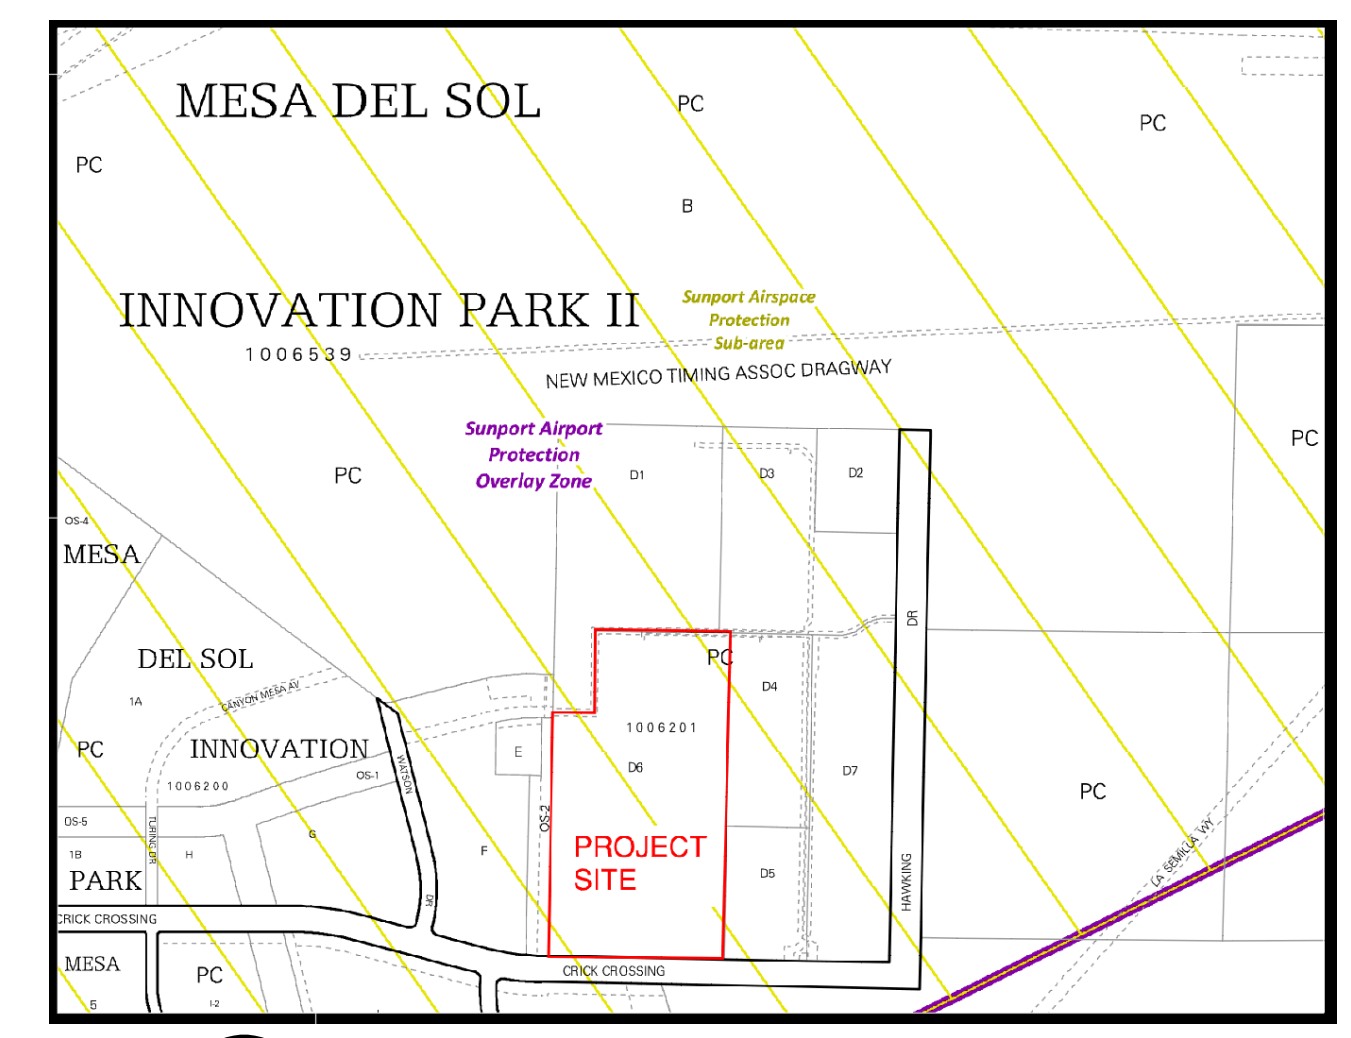 MESA DEL SOL
PC
PC
PC
B
INNOVATION PARK II
Sunport Airspace
Protection
Sub-area
1006539
NEW MEXICO TIMING ASSOC DRAGWAY
Sunport Airport
Protection
Overlay Zone
PC
PC
D1
D3
D2
OS-4
MESA
DR
DEL SOL
PC
D4
CANYON MESA AV
1A
1006201
PC
INNOVATION
E
D6
D7
WATSON
OS-1
1006200
PC
OS-2
OS-5
TURING DR
G
H
1B
F
PROJECT
SITE
LA SEMILLA WY
PARK
D5
HAWKING
DR
CRICK CROSSING
MESA
PC
CRICK CROSSING
5
I-2